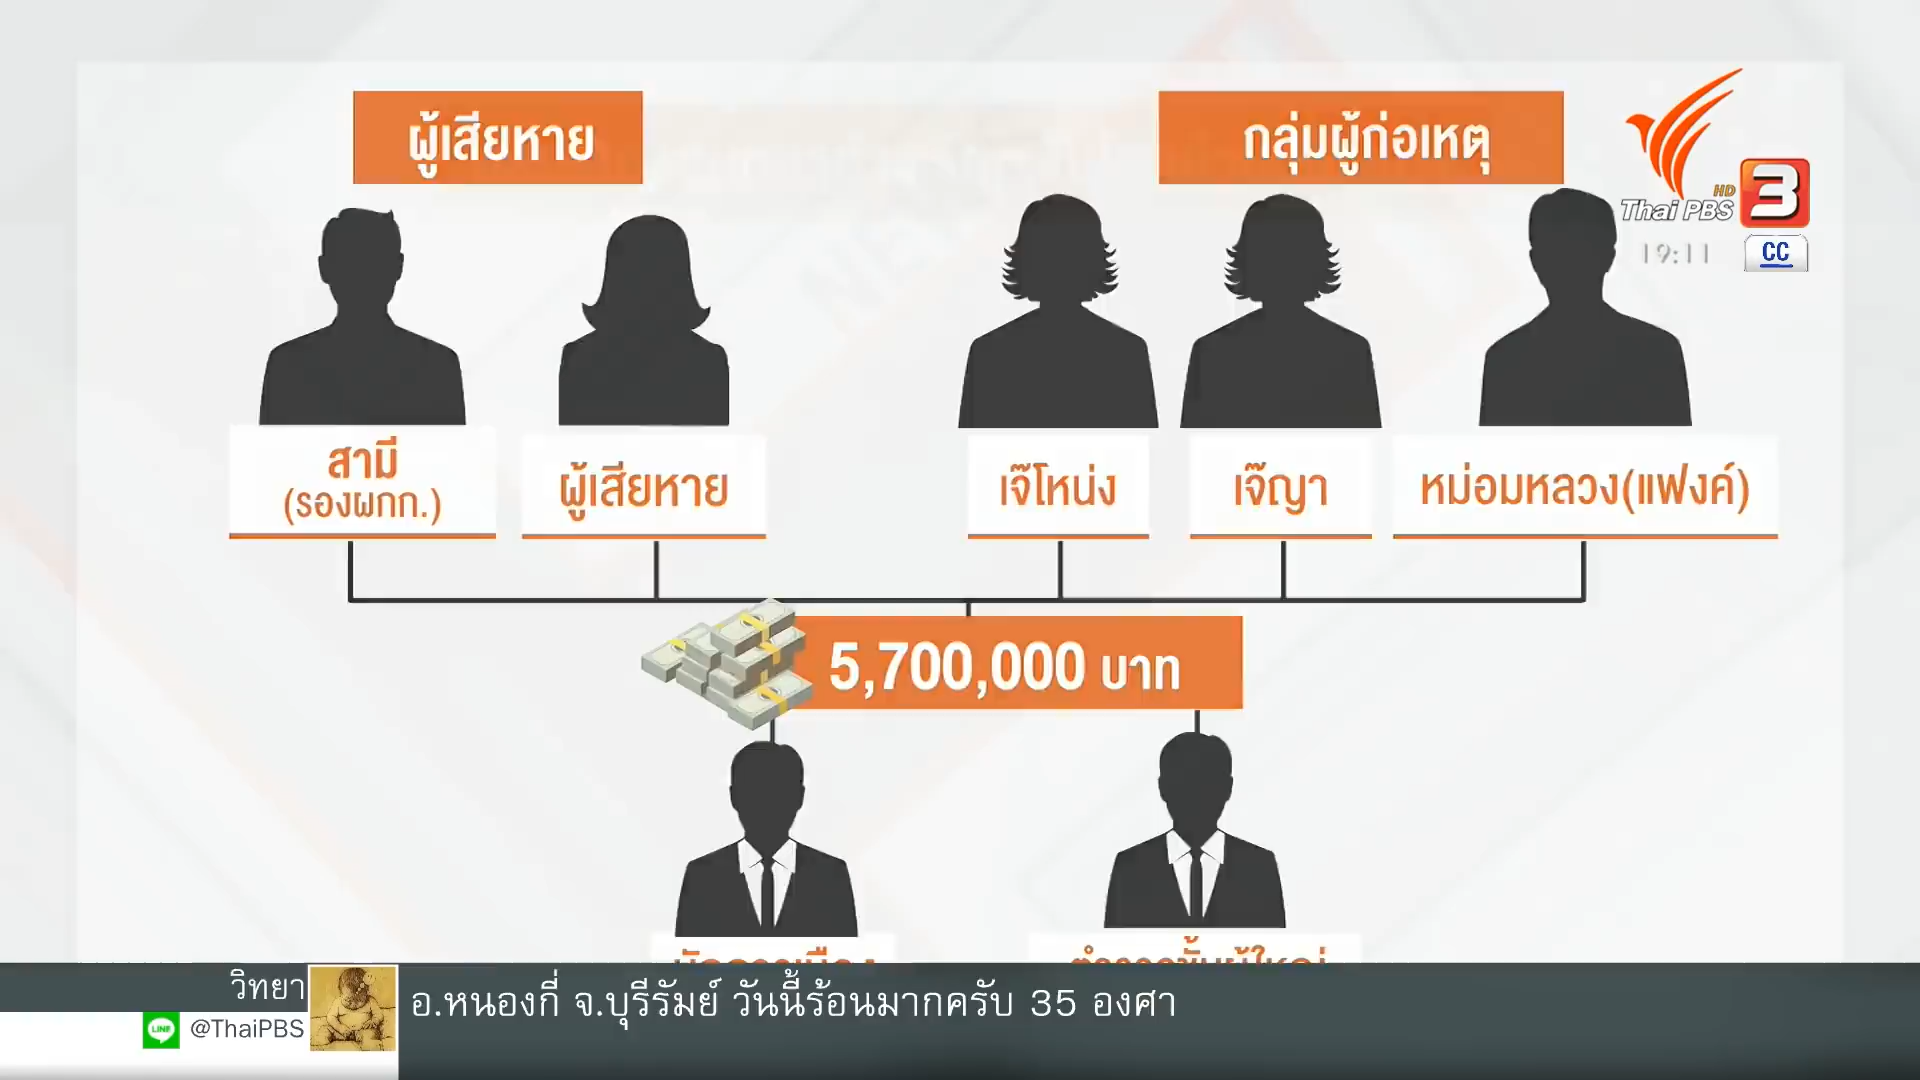 ผู้เสียหาย
กลุ่มผู้ก่อเหตุ
HD
Thai PBS 3
19:11
CC
สามี
(รองผกก.)
ผู้เสียหาย
เจ๊โหน่ง
เจ๊ญา
หม่อมหลวง(แฟงค์)
5,700,000 บาท
วิทยา
LINE @ThaiPBS
อ.หนองกี่ จ.บุรีรัมย์ วันนี้ร้อนมากครับ 35 องศา